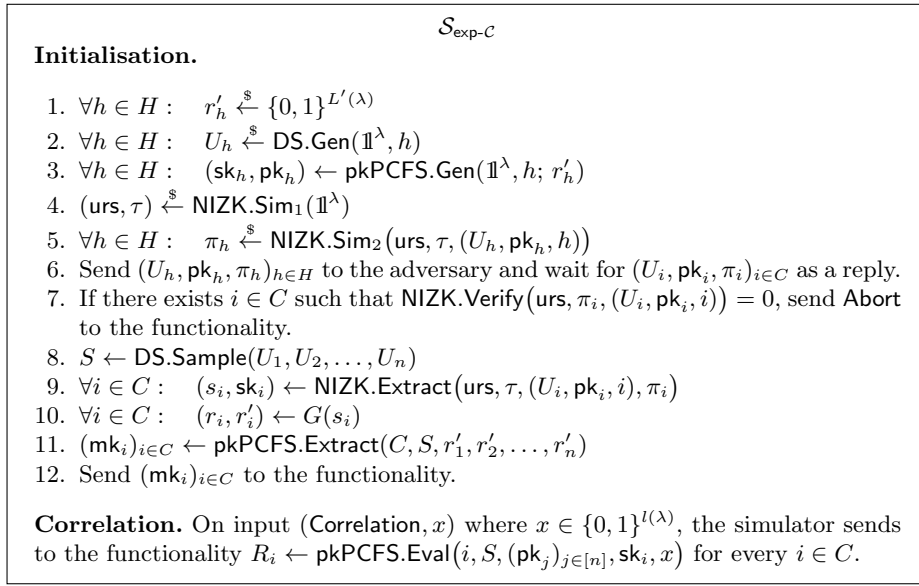 𝒮_exp-𝒞
Initialisation.
1. ∀h ∈ H : r′_h ←$ {0, 1}^{L′(λ)}
2. ∀h ∈ H : U_h ←$ DS.Gen(𝟙^λ, h)
3. ∀h ∈ H : (sk_h, pk_h) ← pkPCFS.Gen(𝟙^λ, h; r′_h)
4. (urs, τ) ←$ NIZK.Sim_1(𝟙^λ)
5. ∀h ∈ H : π_h ←$ NIZK.Sim_2(urs, τ, (U_h, pk_h, h))
6. Send (U_h, pk_h, π_h)_{h∈H} to the adversary and wait for (U_i, pk_i, π_i)_{i∈C} as a reply.
7. If there exists i ∈ C such that NIZK.Verify(urs, π_i, (U_i, pk_i, i)) = 0, send Abort
to the functionality.
8. S ← DS.Sample(U_1, U_2, . . . , U_n)
9. ∀i ∈ C : (s_i, sk_i) ← NIZK.Extract(urs, τ, (U_i, pk_i, i), π_i)
10. ∀i ∈ C : (r_i, r′_i) ← G(s_i)
11. (mk_i)_{i∈C} ← pkPCFS.Extract(C, S, r′_1, r′_2, . . . , r′_n)
12. Send (mk_i)_{i∈C} to the functionality.
Correlation. On input (Correlation, x) where x ∈ {0, 1}^{l(λ)}, the simulator sends
to the functionality R_i ← pkPCFS.Eval(i, S, (pk_j)_{j∈[n]}, sk_i, x) for every i ∈ C.